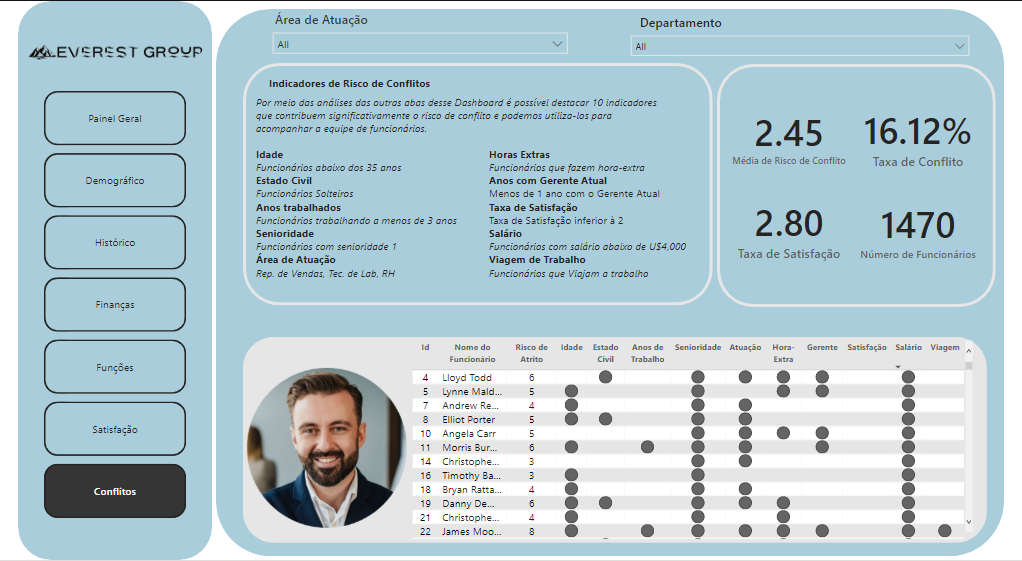 EVEREST GROUP
Painel Geral
Demográfico
Histórico
Finanças
Funções
Satisfação
Conflitos
Área de Atuação
All
Departamento
All
Indicadores de Risco de Conflitos
Por meio das análises das outras abas desse Dashboard é possível destacar 10 indicadores
que contribuem significativamente o risco de conflito e podemos utiliza-los para
acompanhar a equipe de funcionários.
Idade
Funcionários abaixo dos 35 anos
Estado Civil
Funcionários Solteiros
Anos trabalhados
Funcionários trabalhando a menos de 3 anos
Senioridade
Funcionários com senioridade 1
Área de Atuação
Rep. de Vendas, Tec. de Lab, RH
Horas Extras
Funcionários que fazem hora-extra
Anos com Gerente Atual
Menos de 1 ano com o Gerente Atual
Taxa de Satisfação
Taxa de Satisfação inferior à 2
Salário
Funcionários com salário abaixo de U$4,000
Viagem de Trabalho
Funcionários que Viajam a trabalho
2.45
Média de Risco de Conflito
16.12%
Taxa de Conflito
2.80
Taxa de Satisfação
1470
Número de Funcionários
Id Nome do Funcionário Risco de Atrito Idade Estado Civil Anos de Trabalho Senioridade Atuação Hora-Extra Gerente Satisfação Salário Viagem
4 Lloyd Todd 6
5 Lynne Mald... 5
7 Andrew Re... 4
8 Elliot Porter 5
10 Angela Carr 5
11 Morris Bur... 6
14 Christophe... 3
16 Timothy Ba... 3
18 Bryan Ratta... 4
19 Danny De... 6
21 Christophe... 4
22 James Moo... 8